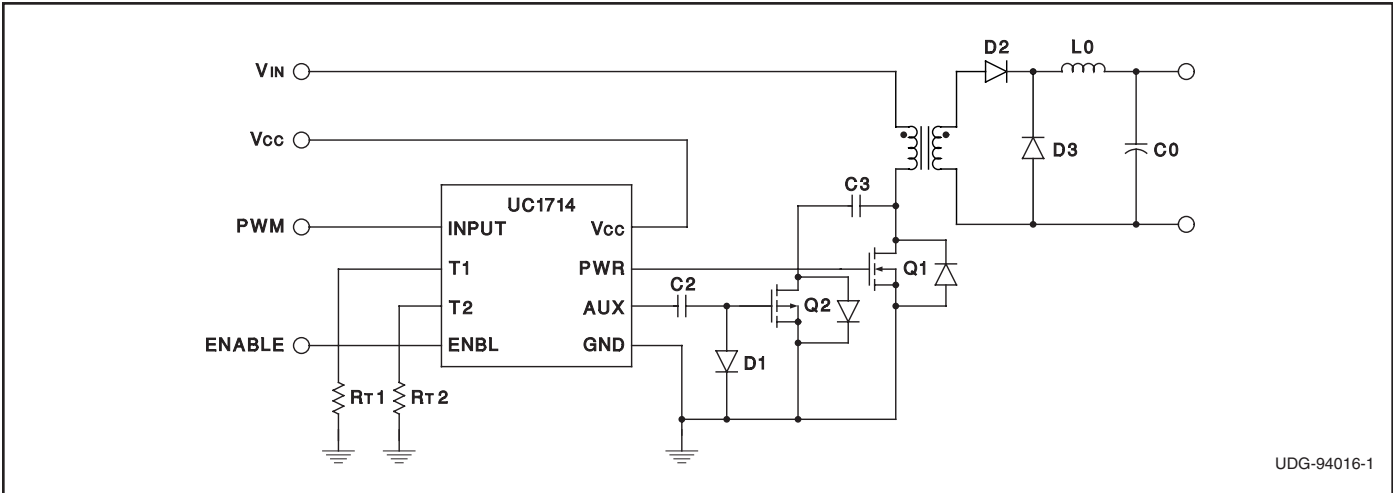 D2
L0
VIN
D3
C0
VCC
C3
UC1714
PWM
INPUT
VCC
T1
PWR
Q1
C2
T2
AUX
Q2
ENABLE
ENBL
GND
D1
RT1
RT2
UDG-94016-1